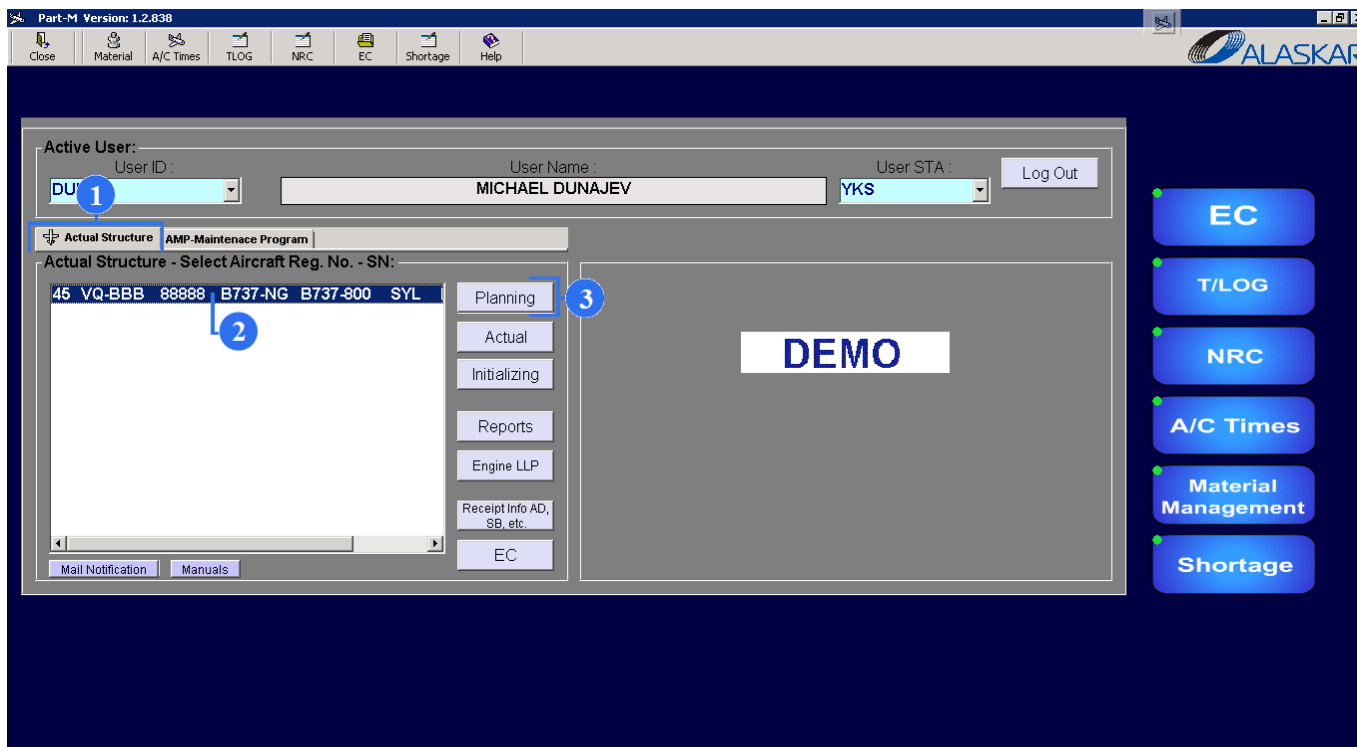 Part-M Version: 1.2.838
Close Material A/C Times TLOG NRC EC Shortage Help
ALASKAR
Active User:
User ID : User Name : User STA :
MICHAEL DUNAJEV YKS Log Out
1
Actual Structure AMP-Maintenace Program
Actual Structure - Select Aircraft Reg. No. - SN:
45 VQ-BBB 88888 B737-NG B737-800 SYL
2
Planning
3
Actual
Initializing
Reports
Engine LLP
Receipt Info AD,
SB, etc.
EC
Mail Notification Manuals
DEMO
EC
T/LOG
NRC
A/C Times
Material
Management
Shortage